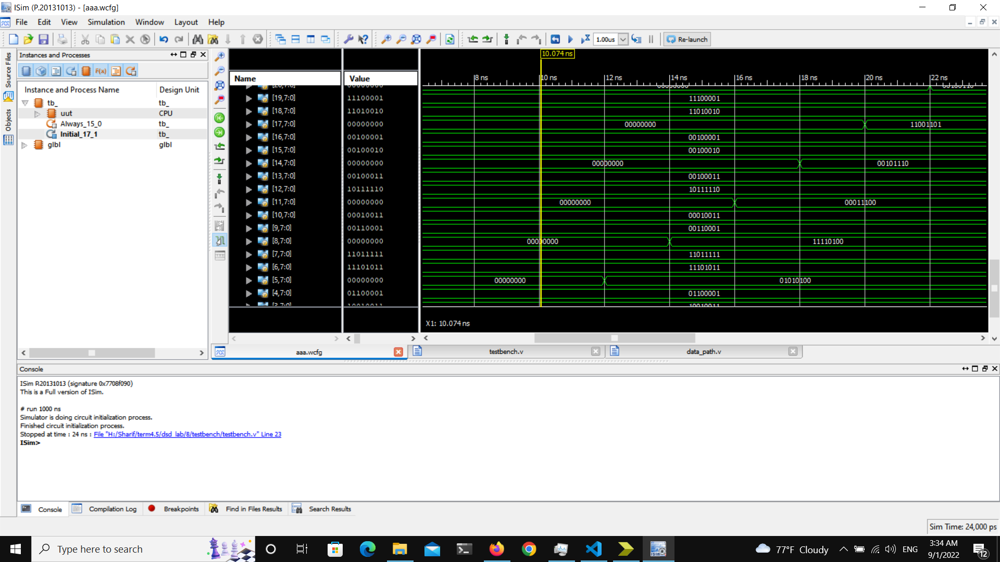 ISim (P.20131013) - [aaa.wcfg]
File Edit View Simulation Window Layout Help
1.00us
Re-launch
Source Files
Objects
Instances and Processes
Instance and Process Name Design Unit
tb_ tb_
uut CPU
Always_15_0 tb_
Initial_17_1 tb_
glbl glbl
F(x)
Name Value
10.074 ns
8 ns 10 ns 12 ns 14 ns 16 ns 18 ns 20 ns 22 ns
[19,7:0] 11100001 11100001
[18,7:0] 11010010 11010010
[17,7:0] 00000000 00000000 11001101
[16,7:0] 00100001 00100001
[15,7:0] 00100010 00100010
[14,7:0] 00000000 00000000 00101110
[13,7:0] 00100011 00100011
[12,7:0] 10111110 10111110
[11,7:0] 00000000 00000000 00011100
[10,7:0] 00010011 00010011
[9,7:0] 00110001 00110001
[8,7:0] 00000000 00000000 11110100
[7,7:0] 11011111 11011111
[6,7:0] 11101011 11101011
[5,7:0] 00000000 00000000 01010100
[4,7:0] 01100001 01100001
X1: 10.074 ns
aaa.wcfg testbench.v data_path.v
Console
ISim P.20131013 (signature 0x7708f090)
This is a Full version of ISim.
# run 1000 ns
Simulator is doing circuit initialization process.
Finished circuit initialization process.
Stopped at time : 24 ns : File "H:/Sharif/term4.5/dsd_lab/8/testbench/testbench.v" Line 23
ISim>
Console Compilation Log Breakpoints Find in Files Results Search Results
Sim Time: 24,000 ps
Type here to search
77°F Cloudy
ENG
3:34 AM
9/1/2022
12